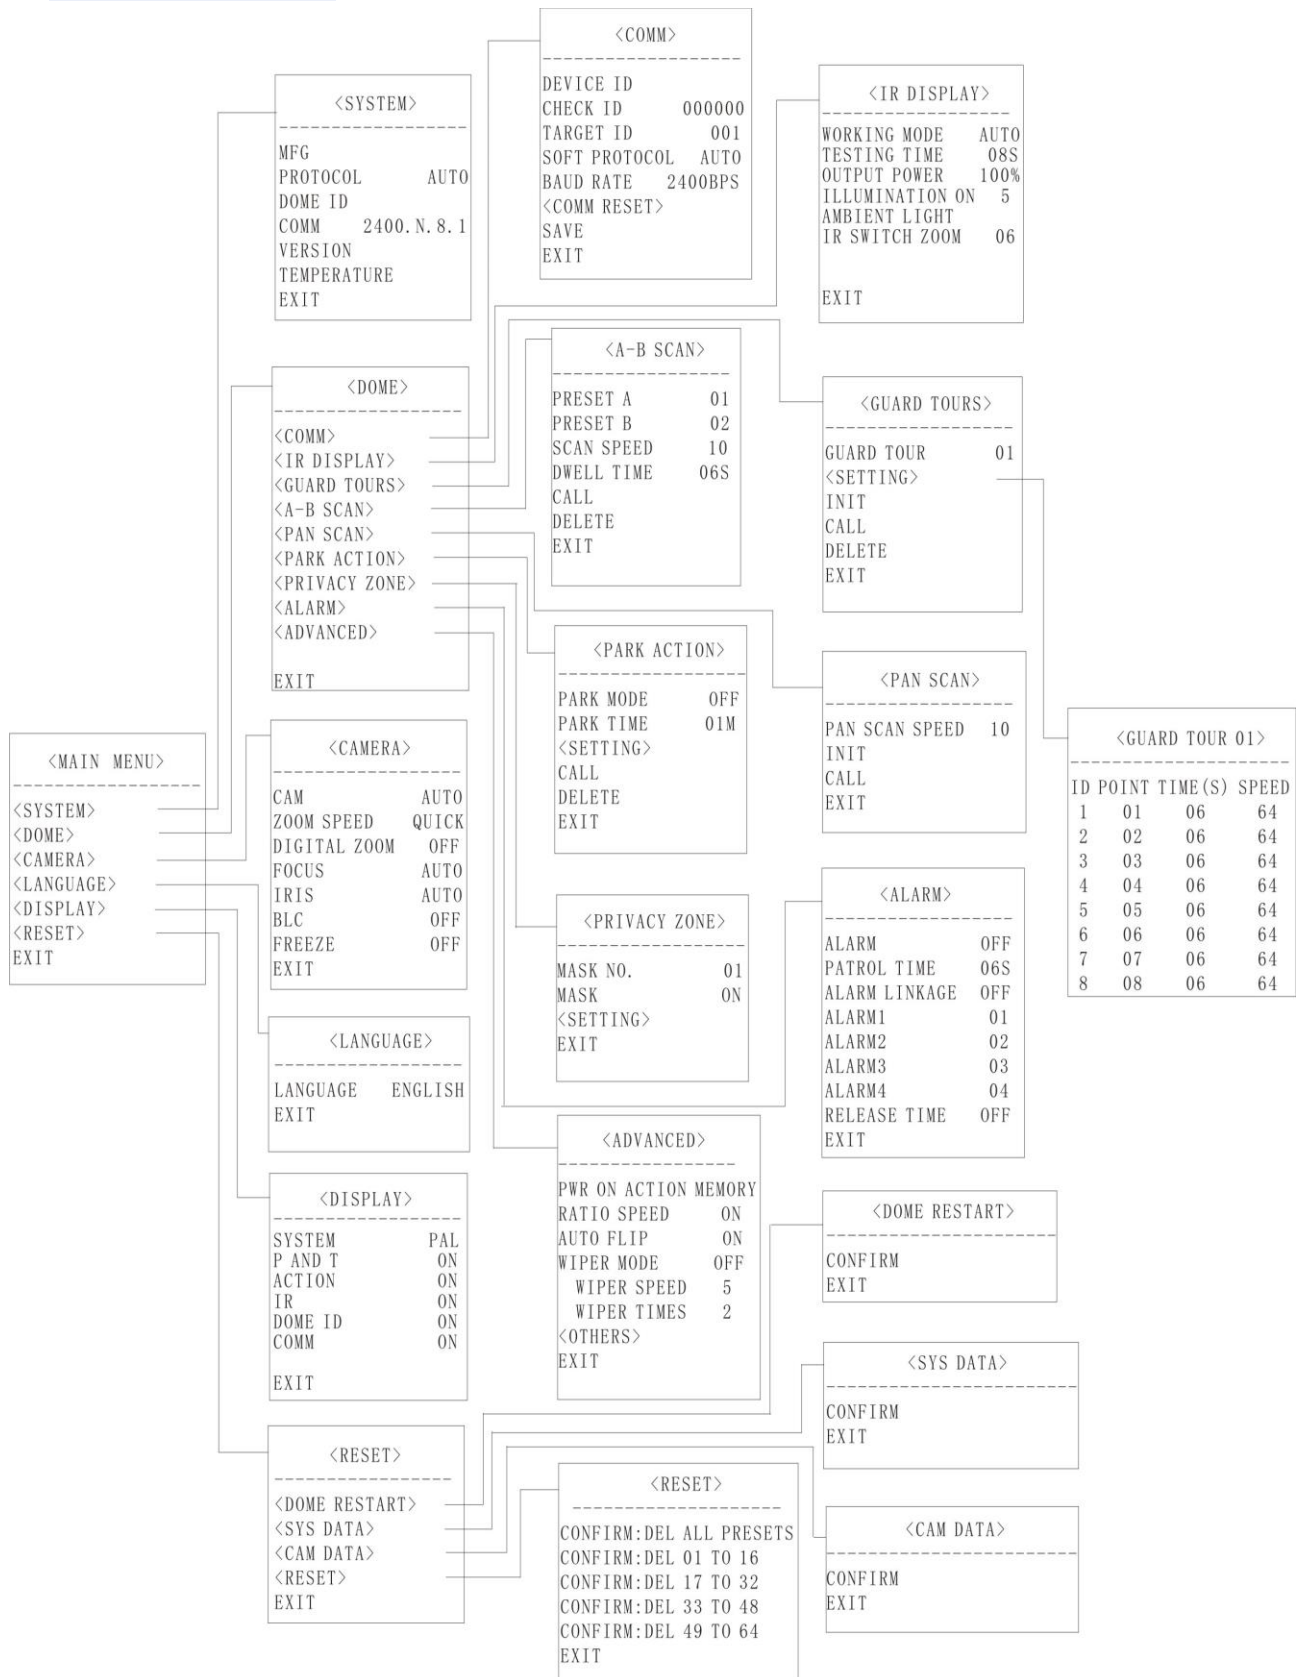 <MAIN MENU>
<SYSTEM>
<DOME>
<CAMERA>
<LANGUAGE>
<DISPLAY>
<RESET>
EXIT
<SYSTEM>
MFG
PROTOCOL AUTO
DOME ID
COMM 2400.N.8.1
VERSION
TEMPERATURE
EXIT
<DOME>
<COMM>
<IR DISPLAY>
<GUARD TOURS>
<A-B SCAN>
<PAN SCAN>
<PARK ACTION>
<PRIVACY ZONE>
<ALARM>
<ADVANCED>
EXIT
<CAMERA>
CAM AUTO
ZOOM SPEED QUICK
DIGITAL ZOOM OFF
FOCUS AUTO
IRIS AUTO
BLC OFF
FREEZE OFF
EXIT
<LANGUAGE>
LANGUAGE ENGLISH
EXIT
<DISPLAY>
SYSTEM PAL
P AND T ON
ACTION ON
IR ON
DOME ID ON
COMM ON
EXIT
<RESET>
<DOME RESTART>
<SYS DATA>
<CAM DATA>
<RESET>
EXIT
<COMM>
DEVICE ID
CHECK ID 000000
TARGET ID 001
SOFT PROTOCOL AUTO
BAUD RATE 2400BPS
<COMM RESET>
SAVE
EXIT
<A-B SCAN>
PRESET A 01
PRESET B 02
SCAN SPEED 10
DWELL TIME 06S
CALL
DELETE
EXIT
<PARK ACTION>
PARK MODE OFF
PARK TIME 01M
<SETTING>
CALL
DELETE
EXIT
<PRIVACY ZONE>
MASK NO. 01
MASK ON
<SETTING>
EXIT
<ADVANCED>
PWR ON ACTION MEMORY
RATIO SPEED ON
AUTO FLIP ON
WIPER MODE OFF
WIPER SPEED 5
WIPER TIMES 2
<OTHERS>
EXIT
<RESET>
CONFIRM:DEL ALL PRESETS
CONFIRM:DEL 01 TO 16
CONFIRM:DEL 17 TO 32
CONFIRM:DEL 33 TO 48
CONFIRM:DEL 49 TO 64
EXIT
<IR DISPLAY>
WORKING MODE AUTO
TESTING TIME 08S
OUTPUT POWER 100%
ILLUMINATION ON 5
AMBIENT LIGHT
IR SWITCH ZOOM 06
EXIT
<GUARD TOURS>
GUARD TOUR 01
<SETTING>
INIT
CALL
DELETE
EXIT
<PAN SCAN>
PAN SCAN SPEED 10
INIT
CALL
EXIT
<ALARM>
ALARM OFF
PATROL TIME 06S
ALARM LINKAGE OFF
ALARM1 01
ALARM2 02
ALARM3 03
ALARM4 04
RELEASE TIME OFF
EXIT
<DOME RESTART>
CONFIRM
EXIT
<SYS DATA>
CONFIRM
EXIT
<CAM DATA>
CONFIRM
EXIT
<GUARD TOUR 01>
ID POINT TIME(S) SPEED
1 01 06 64
2 02 06 64
3 03 06 64
4 04 06 64
5 05 06 64
6 06 06 64
7 07 06 64
8 08 06 64